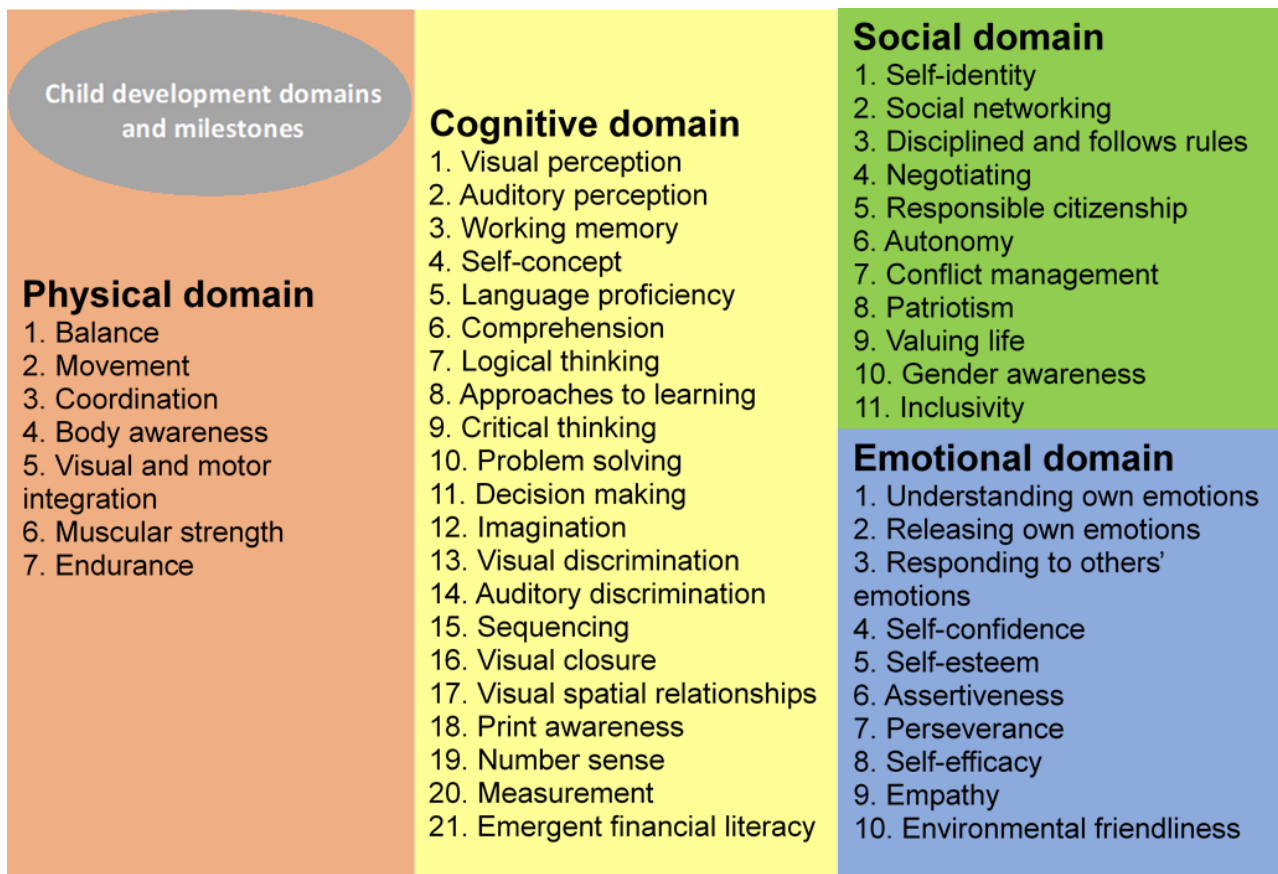 Child development domains
and milestones
Physical domain
1. Balance
2. Movement
3. Coordination
4. Body awareness
5. Visual and motor
integration
6. Muscular strength
7. Endurance
Cognitive domain
1. Visual perception
2. Auditory perception
3. Working memory
4. Self-concept
5. Language proficiency
6. Comprehension
7. Logical thinking
8. Approaches to learning
9. Critical thinking
10. Problem solving
11. Decision making
12. Imagination
13. Visual discrimination
14. Auditory discrimination
15. Sequencing
16. Visual closure
17. Visual spatial relationships
18. Print awareness
19. Number sense
20. Measurement
21. Emergent financial literacy
Social domain
1. Self-identity
2. Social networking
3. Disciplined and follows rules
4. Negotiating
5. Responsible citizenship
6. Autonomy
7. Conflict management
8. Patriotism
9. Valuing life
10. Gender awareness
11. Inclusivity
Emotional domain
1. Understanding own emotions
2. Releasing own emotions
3. Responding to others’
emotions
4. Self-confidence
5. Self-esteem
6. Assertiveness
7. Perseverance
8. Self-efficacy
9. Empathy
10. Environmental friendliness